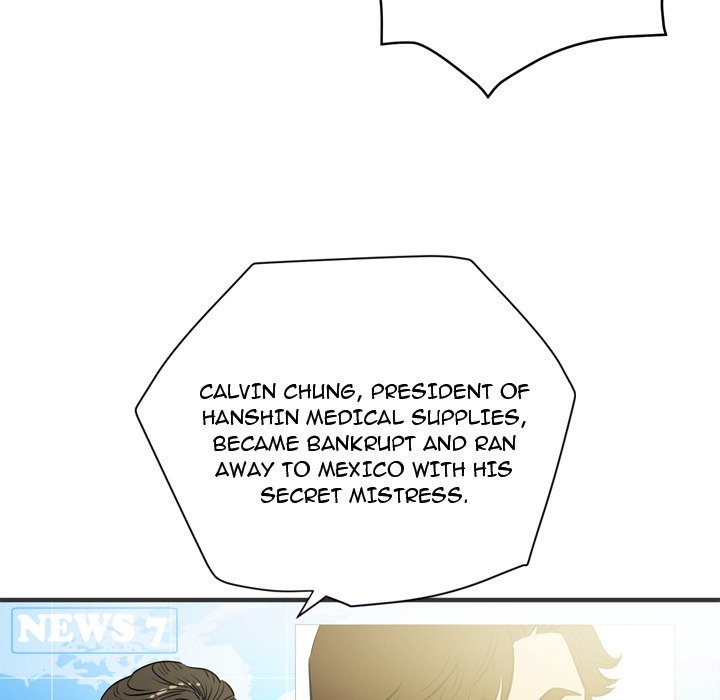 CALVIN CHUNG, PRESIDENT OF
HANSHIN MEDICAL SUPPLIES,
BECAME BANKRUPT AND RAN
AWAY TO MEXICO WITH HIS
SECRET MISTRESS.
NEWS 7